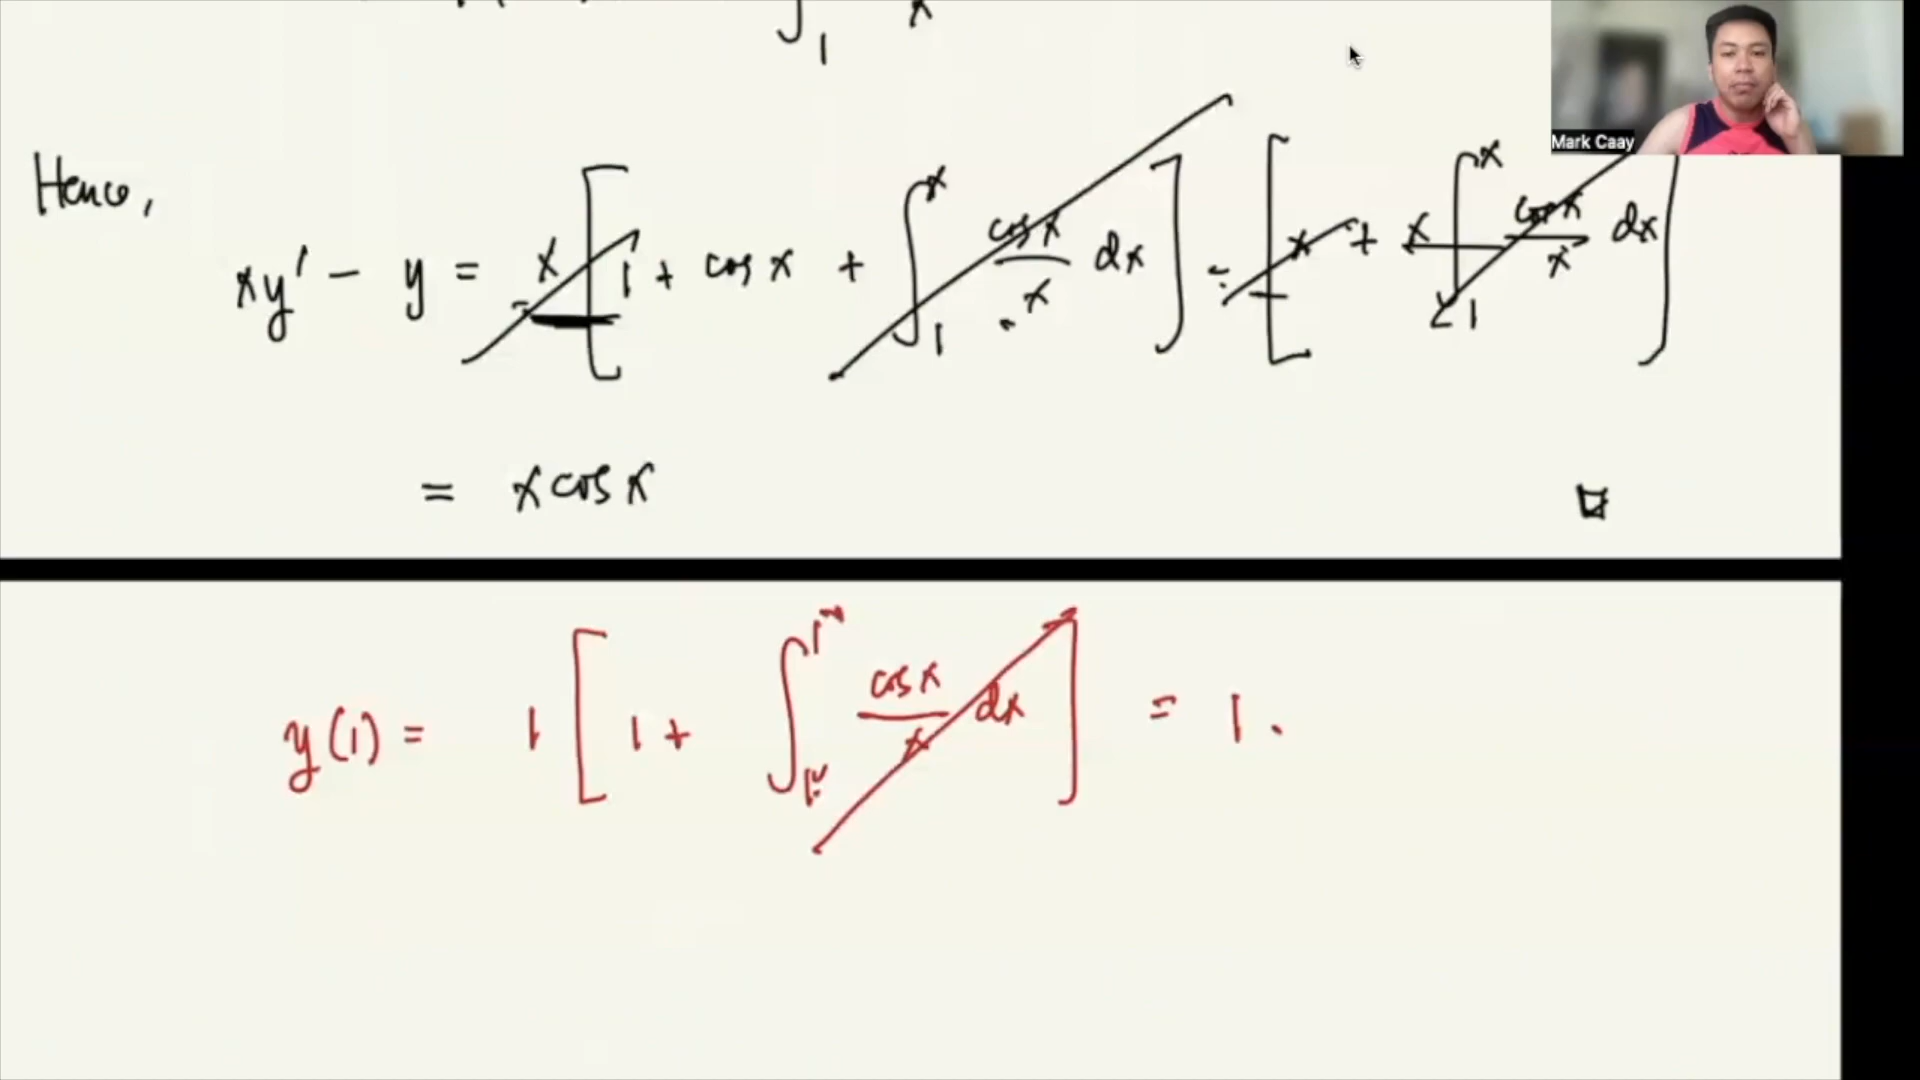 ∫₁ x
Mark Caay
Hence,
xy' - y = x [ 1 + cos x + ∫₁ˣ cos x / x dx ] - [ x + x ∫₁ˣ cos x / x dx ]
= x cos x □
y(1) = 1 [ 1 + ∫₁¹ cos x / x dx ] = 1.